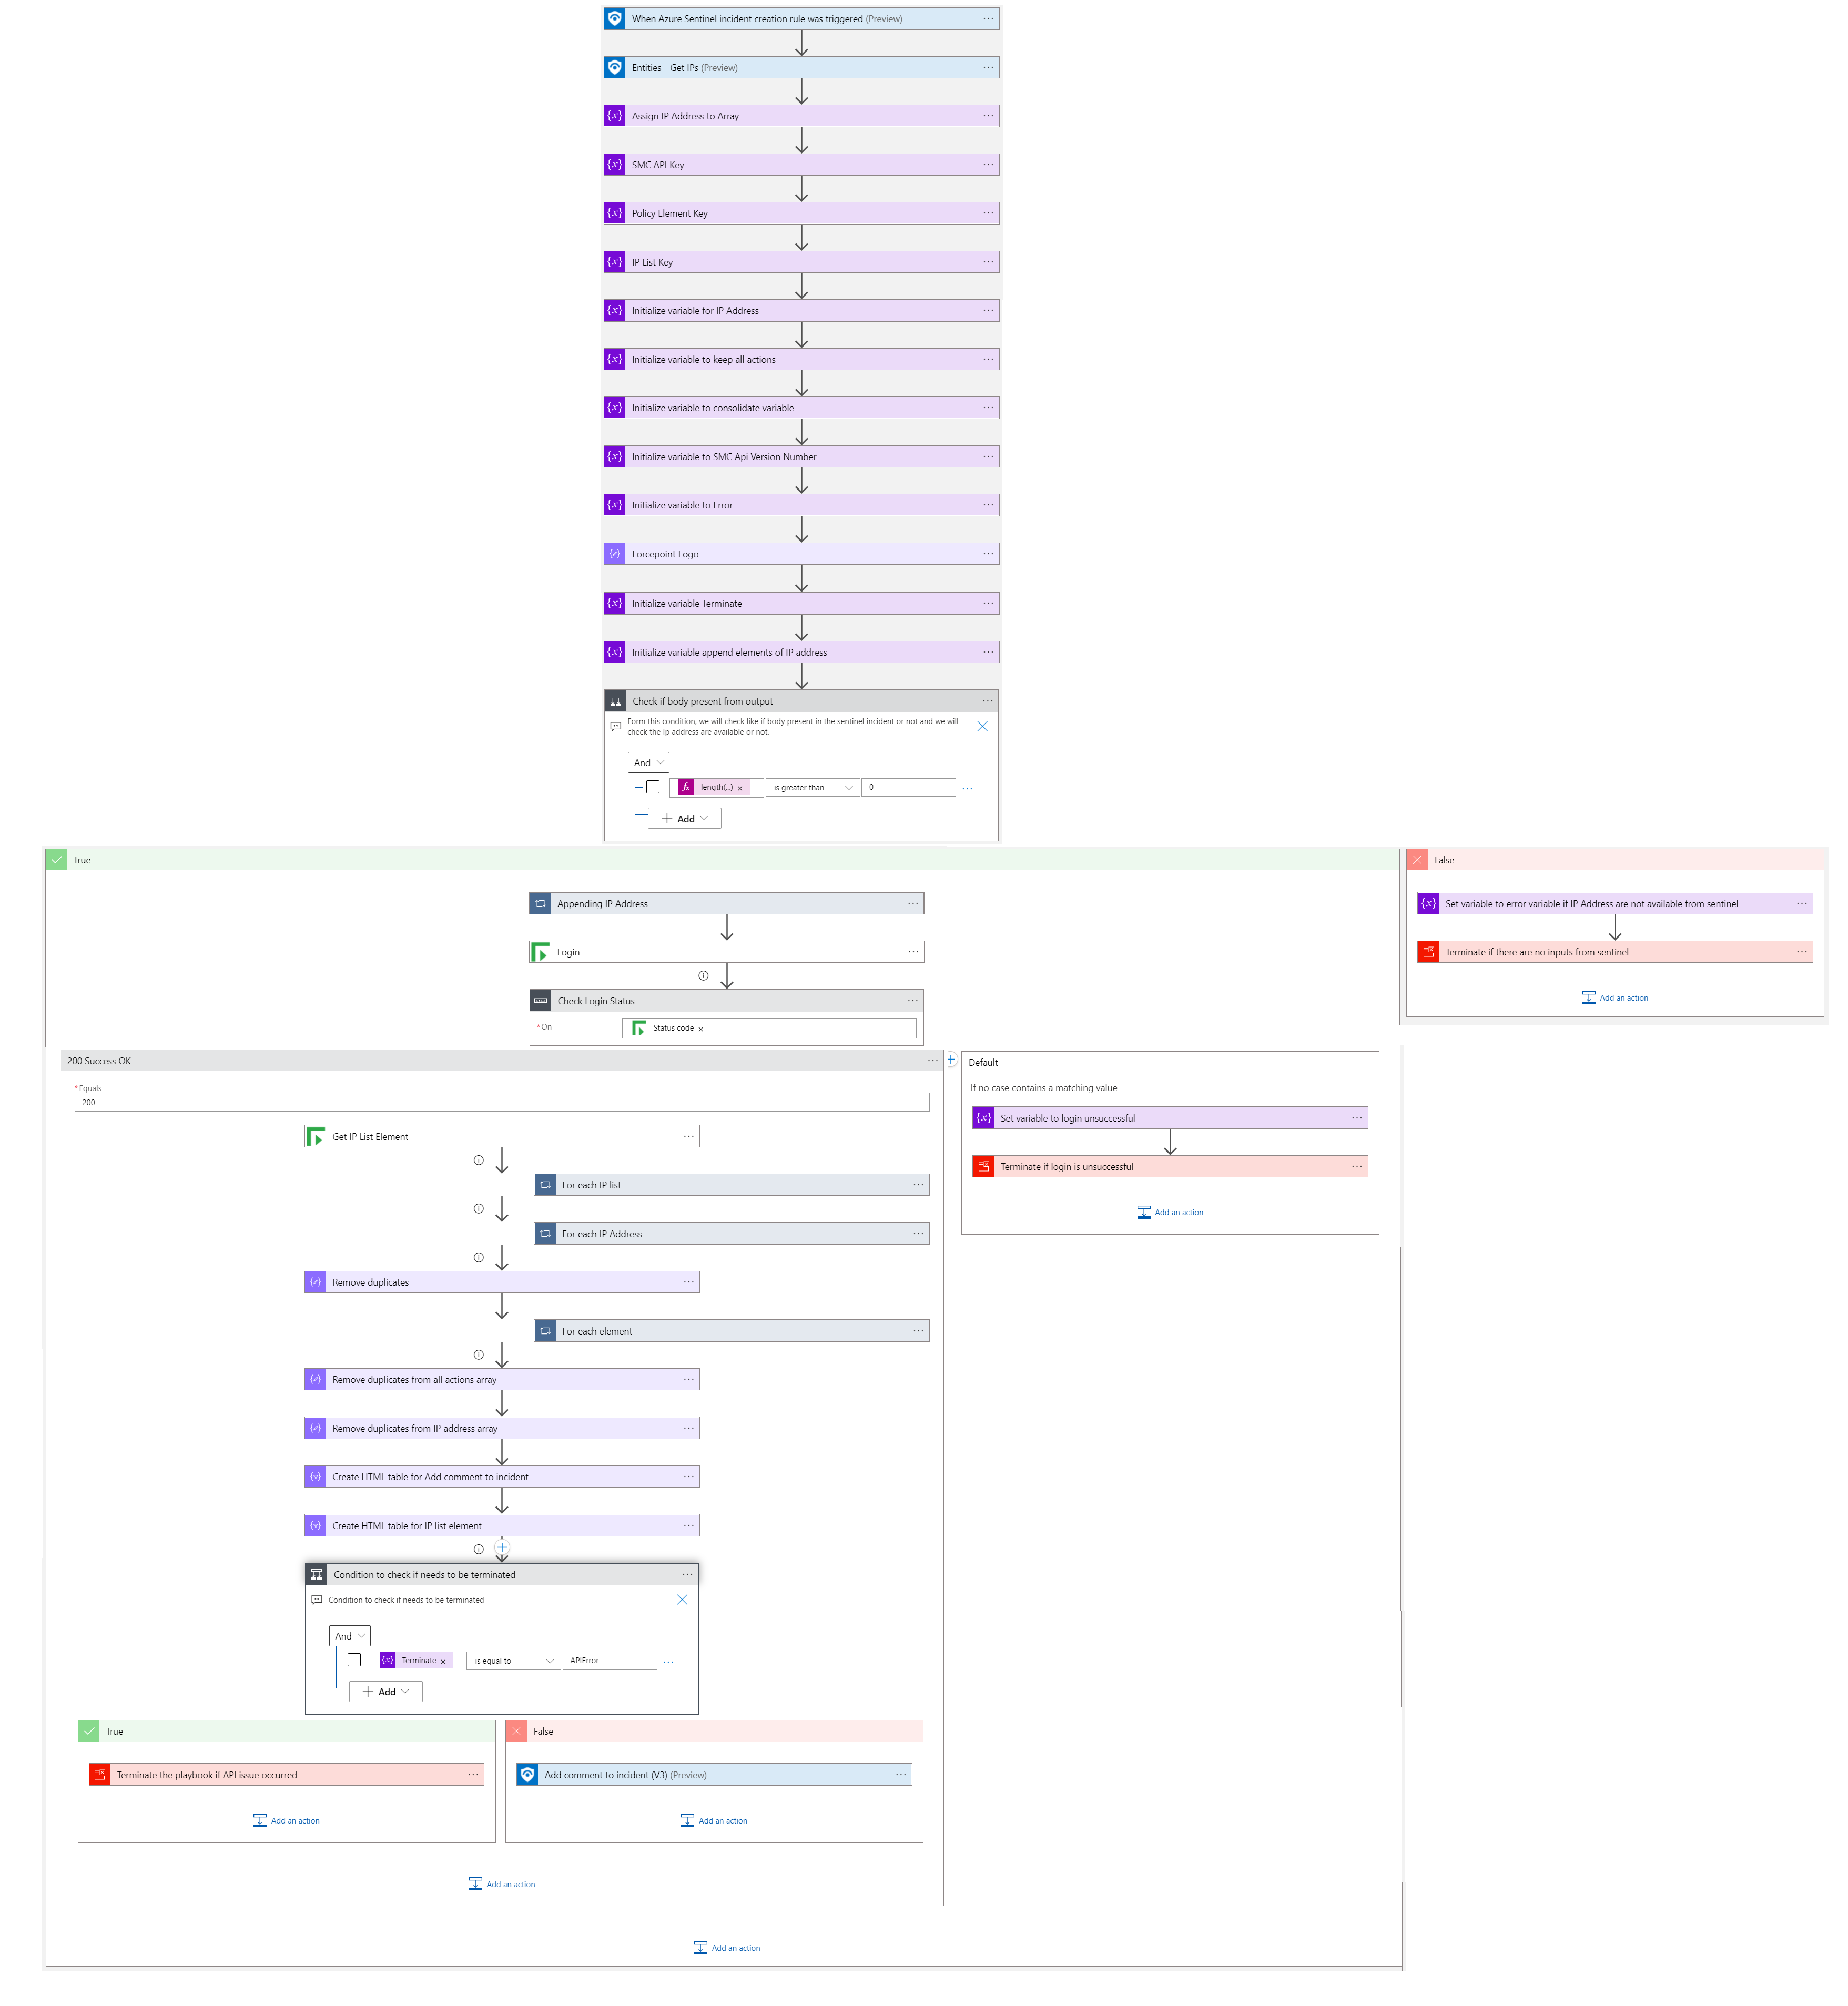 When Azure Sentinel incident creation rule was triggered (Preview)
Entities - Get IPs (Preview)
Assign IP Address to Array
SMC API Key
Policy Element Key
IP List Key
Initialize variable for IP Address
Initialize variable to keep all actions
Initialize variable to consolidate variable
Initialize variable to SMC Api Version Number
Initialize variable to Error
Forcepoint Logo
Initialize variable Terminate
Initialize variable append elements of IP address
Check if body present from output
Form this condition, we will check like if body present in the sentinel incident or not and we will
check the Ip address are available or not.
And
length(...) × is greater than 0
Add
True
False
Appending IP Address
Set variable to error variable if IP Address are not available from sentinel
Login
Terminate if there are no inputs from sentinel
Add an action
Check Login Status
* On Status code ×
200 Success OK
Default
* Equals
200
If no case contains a matching value
Set variable to login unsuccessful
Get IP List Element
Terminate if login is unsuccessful
For each IP list
Add an action
For each IP Address
Remove duplicates
For each element
Remove duplicates from all actions array
Remove duplicates from IP address array
Create HTML table for Add comment to incident
Create HTML table for IP list element
Condition to check if needs to be terminated
Condition to check if needs to be terminated
And
Terminate × is equal to APIError
Add
True
False
Terminate the playbook if API issue occurred
Add comment to incident (V3) (Preview)
Add an action
Add an action
Add an action
Add an action